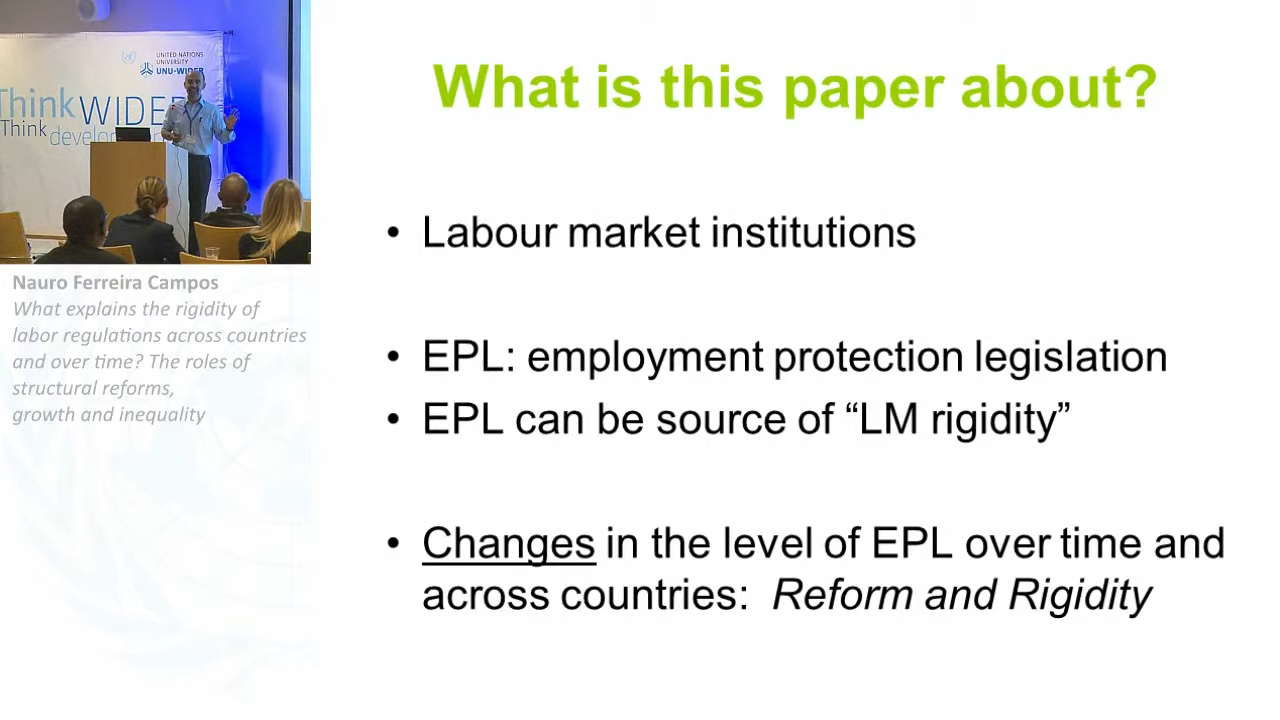 UNITED NATIONS
UNIVERSITY
UNU-WIDER
Think WIDER
Think development
Nauro Ferreira Campos
What explains the rigidity of
labor regulations across countries
and over time? The roles of
structural reforms,
growth and inequality
What is this paper about?
• Labour market institutions
• EPL: employment protection legislation
• EPL can be source of “LM rigidity”
• Changes in the level of EPL over time and
across countries: Reform and Rigidity